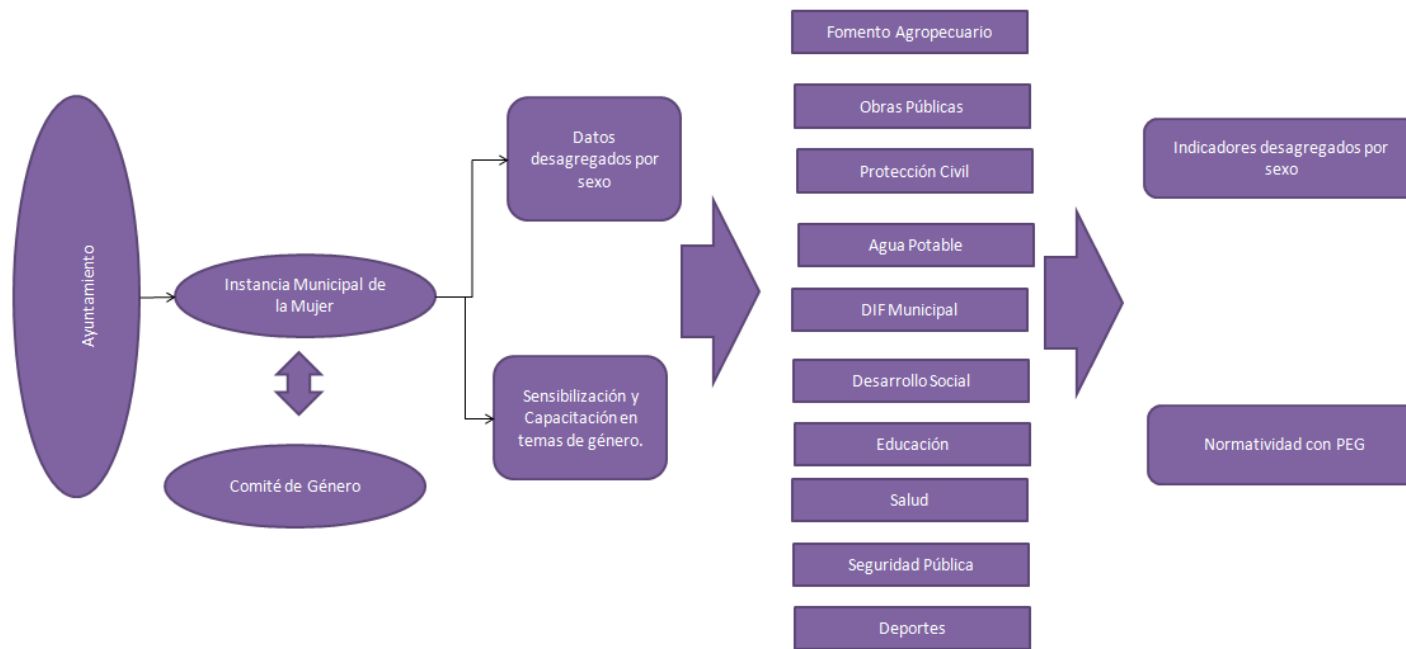 Ayuntamiento
Instancia Municipal de
la Mujer
Comité de Género
Datos
desagregados por
sexo
Sensibilización y
Capacitación en
temas de género.
Fomento Agropecuario
Obras Públicas
Protección Civil
Agua Potable
DIF Municipal
Desarrollo Social
Educación
Salud
Seguridad Pública
Deportes
Indicadores desagregados por
sexo
Normatividad con PEG